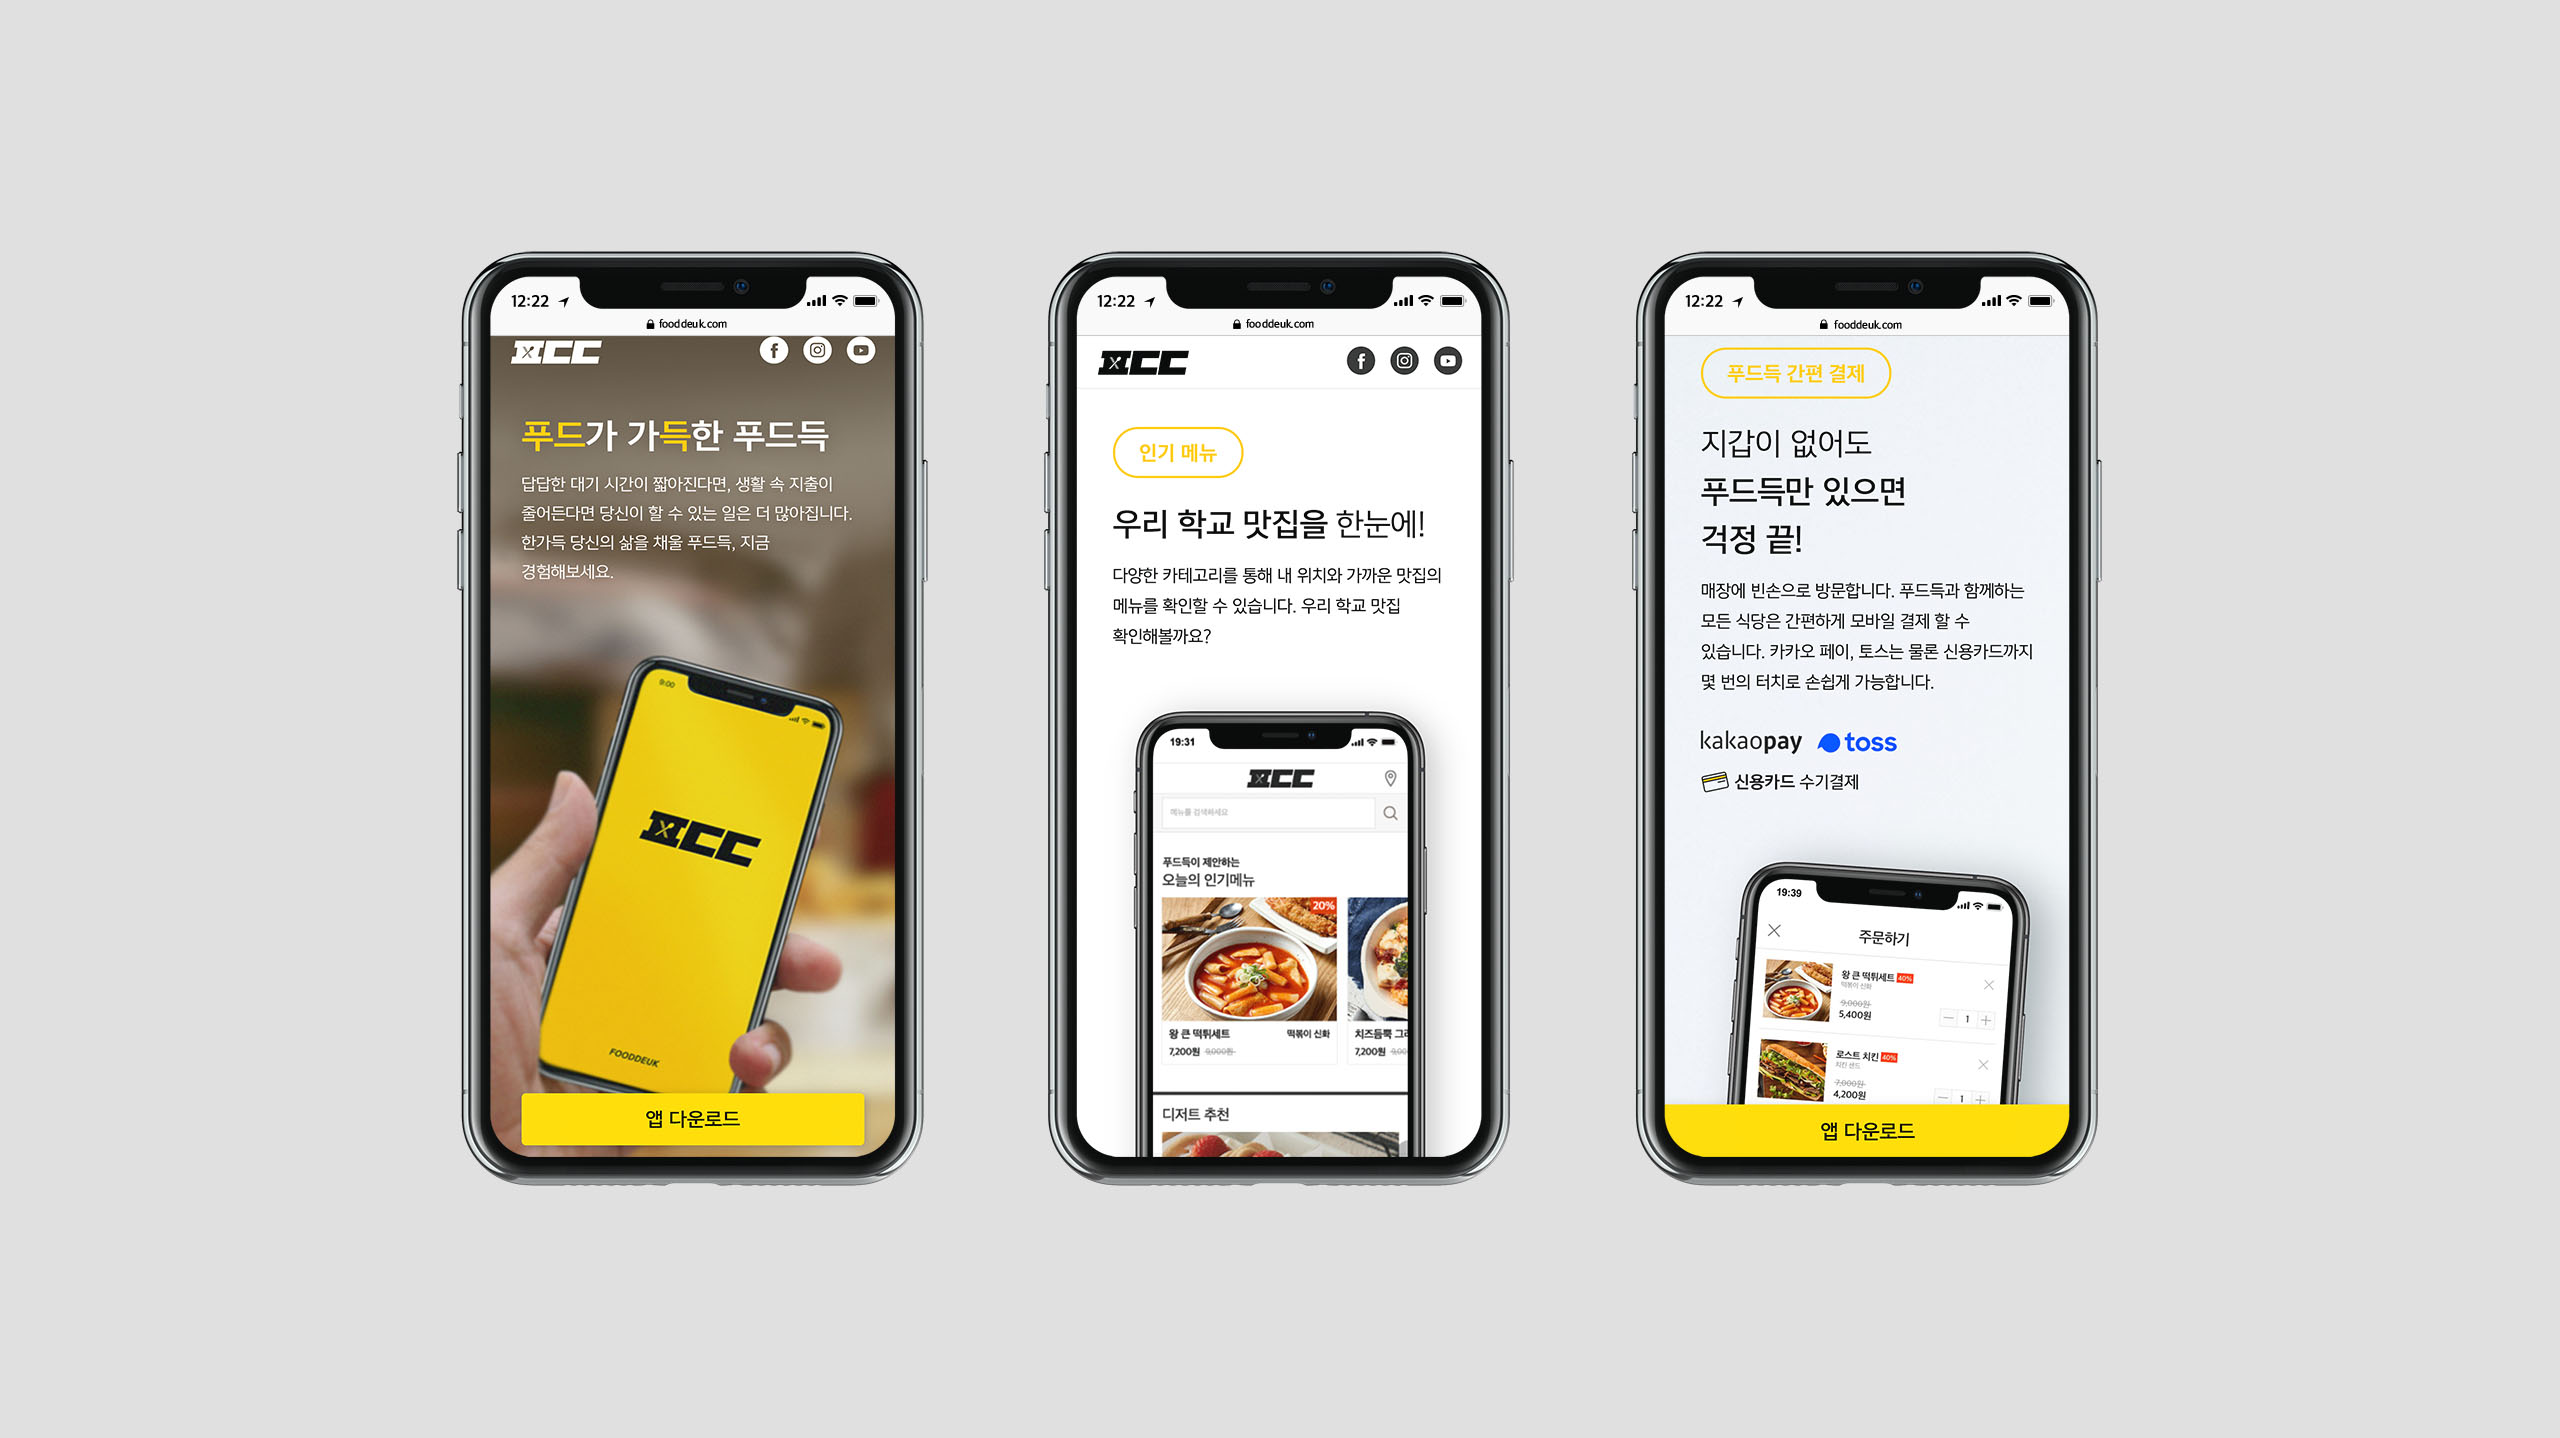 12:22
fooddeuk.com
푸드가 가득한 푸드득
답답한 대기 시간이 짧아진다면, 생활 속 지출이
줄어든다면 당신이 할 수 있는 일은 더 많아집니다.
한가득 당신의 삶을 채울 푸드득, 지금
경험해보세요.
9:00
FOODDEUK
앱 다운로드
12:22
fooddeuk.com
인기 메뉴
우리 학교 맛집을 한눈에!
다양한 카테고리를 통해 내 위치와 가까운 맛집의
메뉴를 확인할 수 있습니다. 우리 학교 맛집
확인해볼까요?
19:31
메뉴를 검색하세요
푸드득이 제안하는
오늘의 인기메뉴
20%
왕 큰 떡튀세트 떡볶이 신화
7,200원 9,000원
치즈듬뿍 그라
7,200원 9,00
디저트 추천
12:22
fooddeuk.com
푸드득 간편 결제
지갑이 없어도
푸드득만 있으면
걱정 끝!
매장에 빈손으로 방문합니다. 푸드득과 함께하는
모든 식당은 간편하게 모바일 결제 할 수
있습니다. 카카오 페이, 토스는 물론 신용카드까지
몇 번의 터치로 손쉽게 가능합니다.
kakaopay toss
신용카드 수기결제
19:39
주문하기
왕 큰 떡튀세트 40%
떡볶이 신화
9,000원
5,400원
1
로스트 치킨 40%
치킨 샌드
7,000원
4,200원
1
앱 다운로드